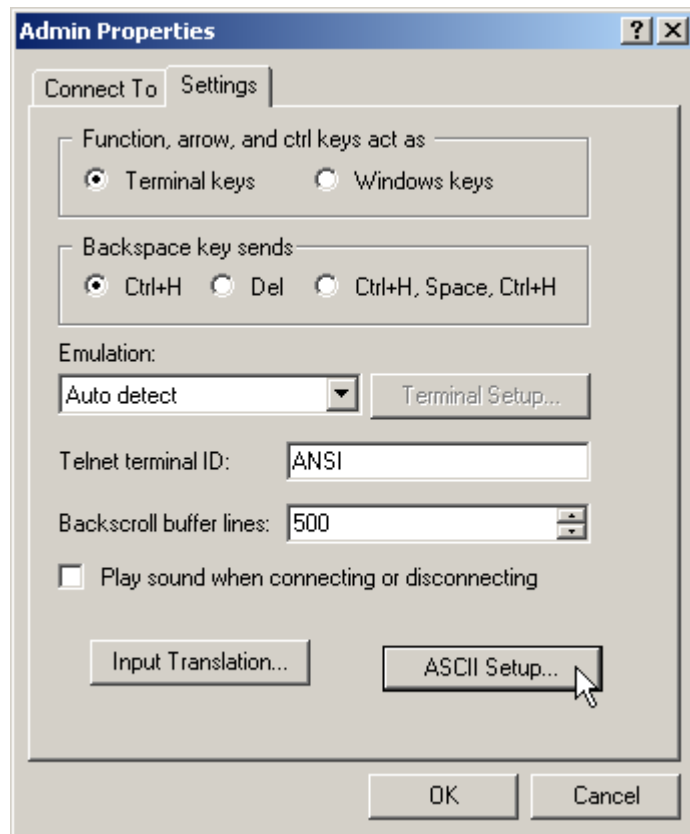 Admin Properties
Connect To Settings
Function, arrow, and ctrl keys act as
Terminal keys Windows keys
Backspace key sends
Ctrl+H Del Ctrl+H, Space, Ctrl+H
Emulation:
Auto detect Terminal Setup...
Telnet terminal ID: ANSI
Backscroll buffer lines: 500
Play sound when connecting or disconnecting
Input Translation... ASCII Setup...
OK Cancel